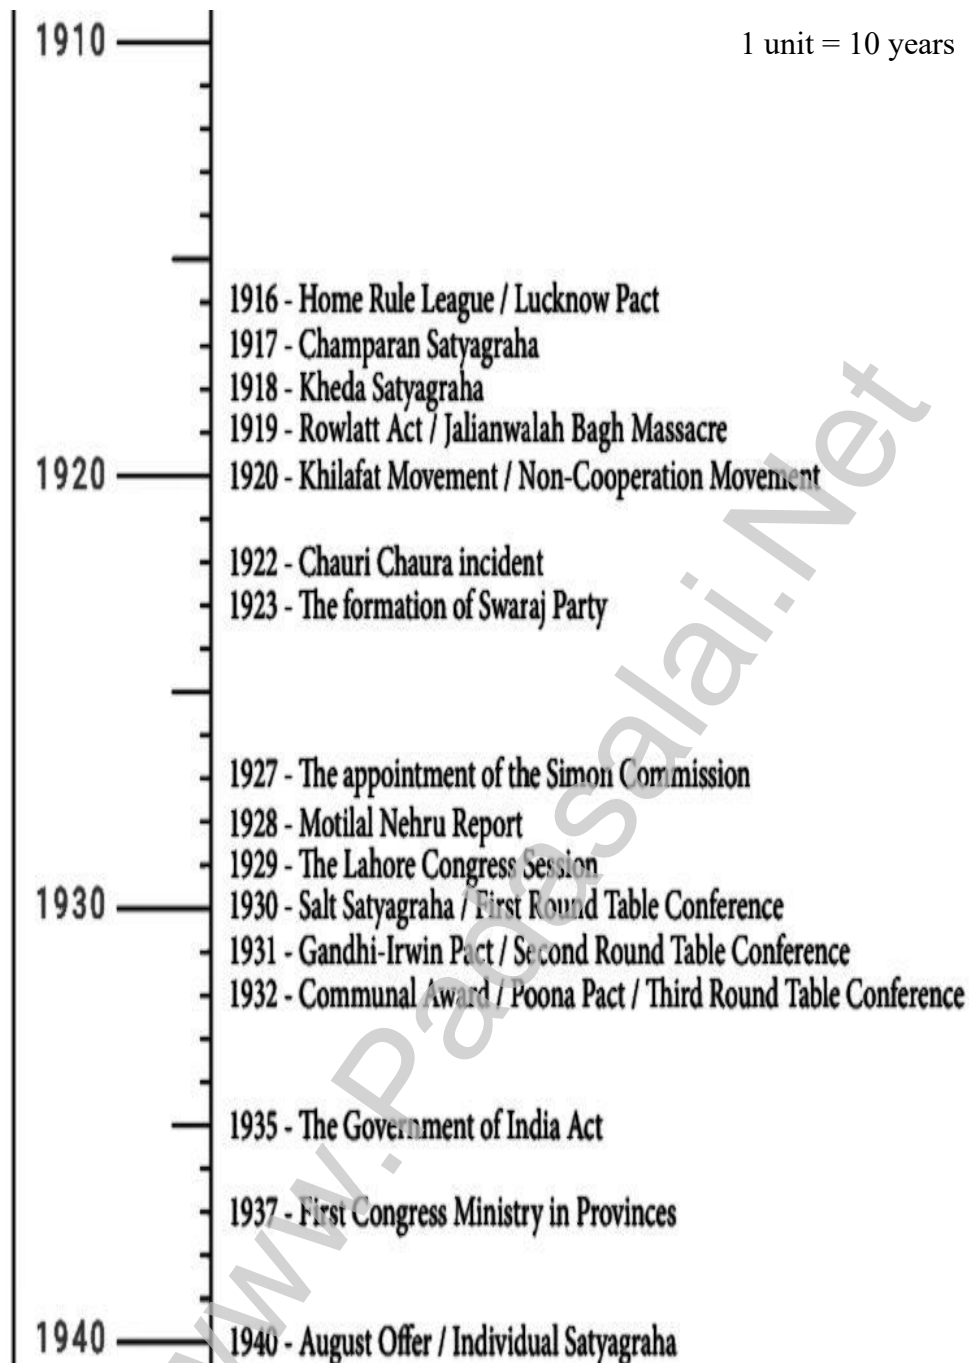 1910
1 unit = 10 years
1916 - Home Rule League / Lucknow Pact
1917 - Champaran Satyagraha
1918 - Kheda Satyagraha
1919 - Rowlatt Act / Jalianwalah Bagh Massacre
1920
1920 - Khilafat Movement / Non-Cooperation Movement
1922 - Chauri Chaura incident
1923 - The formation of Swaraj Party
1927 - The appointment of the Simon Commission
1928 - Motilal Nehru Report
1929 - The Lahore Congress Session
1930
1930 - Salt Satyagraha / First Round Table Conference
1931 - Gandhi-Irwin Pact / Second Round Table Conference
1932 - Communal Award / Poona Pact / Third Round Table Conference
1935 - The Government of India Act
1937 - First Congress Ministry in Provinces
1940
1940 - August Offer / Individual Satyagraha
www.Padasalai.Net